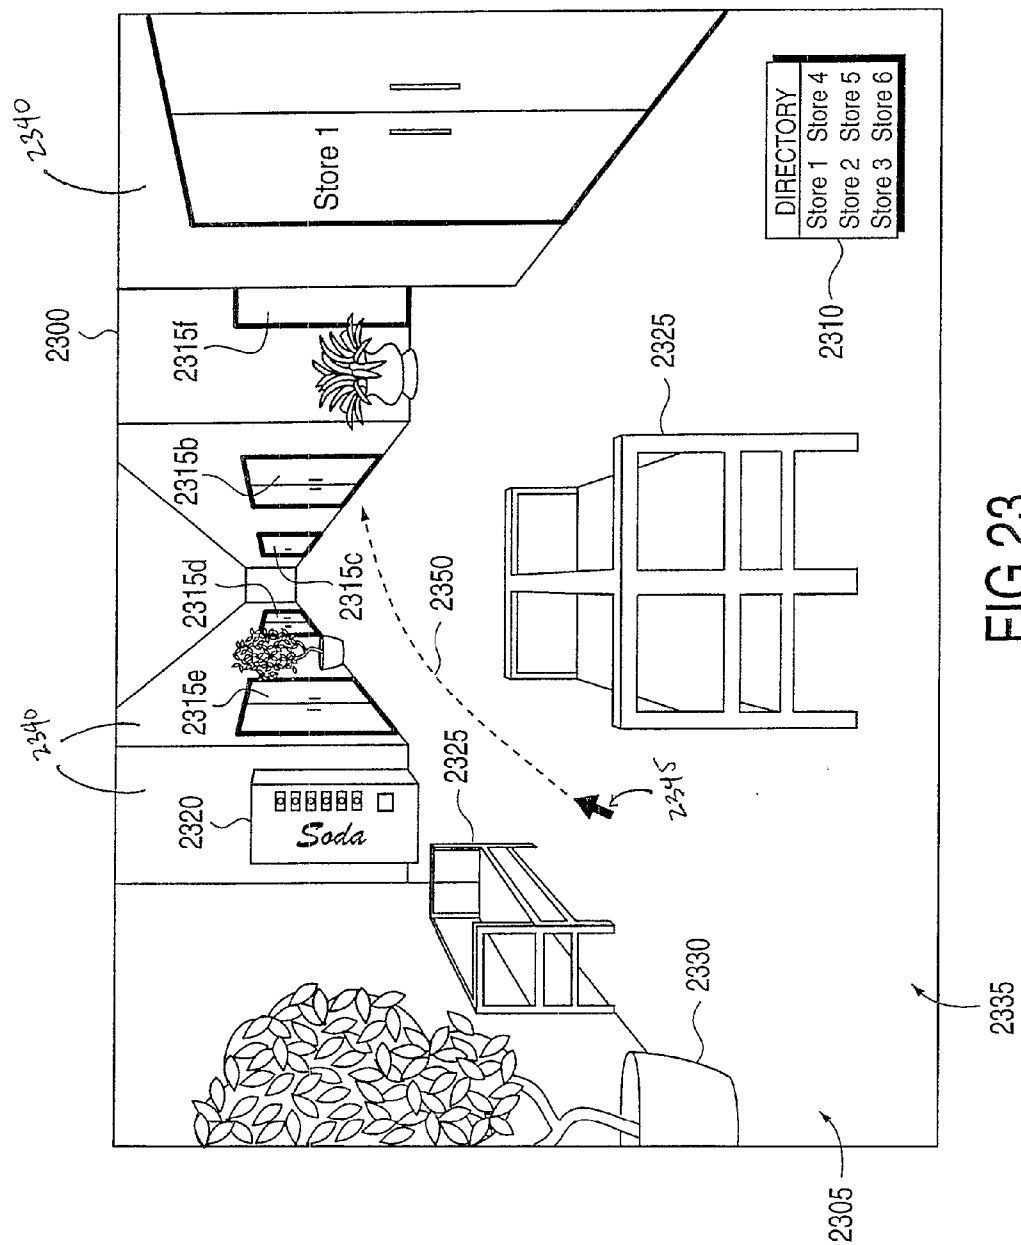 2340
2340
2300
2320
2315e
2315d
2315b
2315f
Soda
Store 1
2315c
2325
2350
2345
2325
2330
DIRECTORY
Store 1 Store 4
Store 2 Store 5
Store 3 Store 6
2310
2305
2335
FIG.23